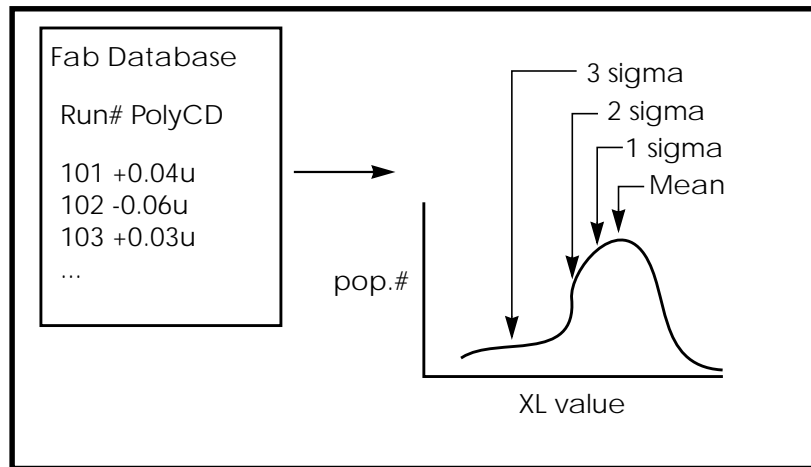 Fab Database
Run# PolyCD
101 +0.04u
102 -0.06u
103 +0.03u
...
3 sigma
2 sigma
1 sigma
Mean
pop.#
XL value